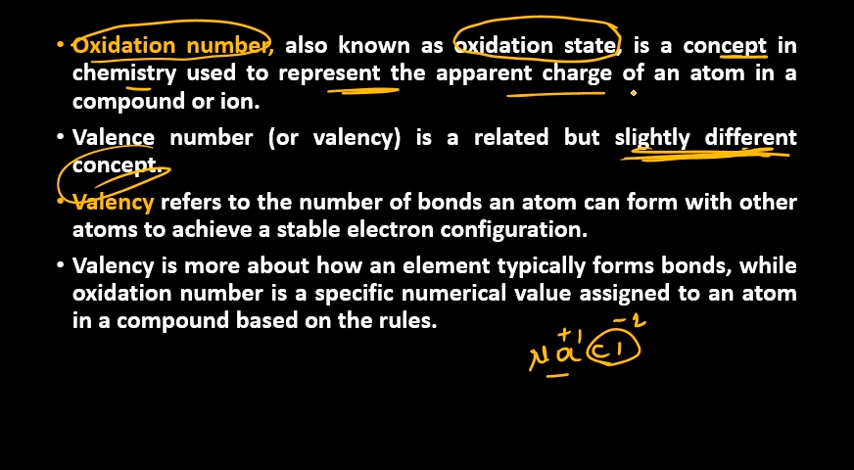 • Oxidation number, also known as oxidation state, is a concept in
chemistry used to represent the apparent charge of an atom in a
compound or ion.
• Valence number (or valency) is a related but slightly different
concept.
• Valency refers to the number of bonds an atom can form with other
atoms to achieve a stable electron configuration.
• Valency is more about how an element typically forms bonds, while
oxidation number is a specific numerical value assigned to an atom
in a compound based on the rules.
+1 -2
Na Cl